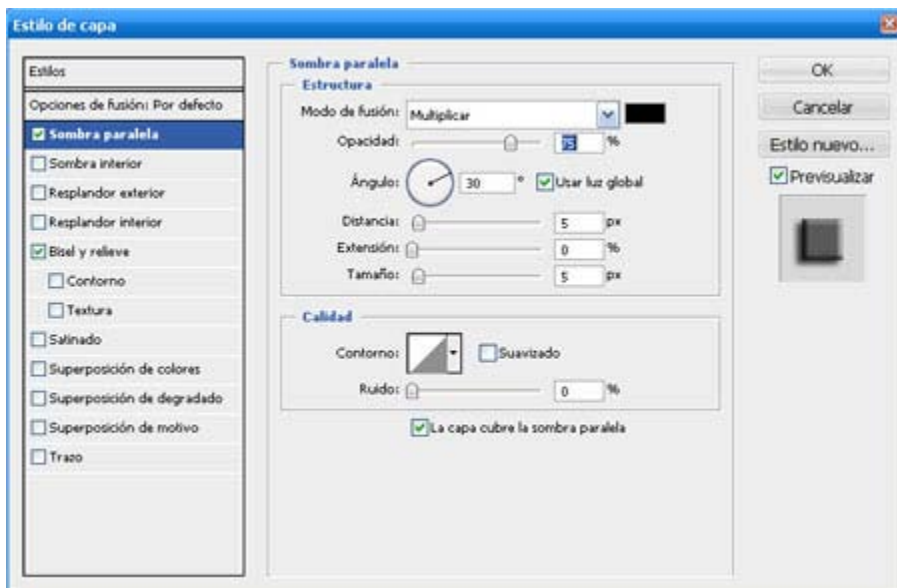 Estilo de capa
Estilos
Opciones de fusión: Por defecto
Sombra paralela
Sombra interior
Resplandor exterior
Resplandor interior
Bisel y relieve
Contorno
Textura
Satinado
Superposición de colores
Superposición de degradado
Superposición de motivo
Trazo
Sombra paralela
Estructura
Modo de fusión: Multiplicar
Opacidad: 75 %
Ángulo: 30 ° Usar luz global
Distancia: 5 px
Extensión: 0 %
Tamaño: 5 px
Calidad
Contorno: Suavizado
Ruido: 0 %
La capa cubre la sombra paralela
OK
Cancelar
Estilo nuevo...
Previsualizar